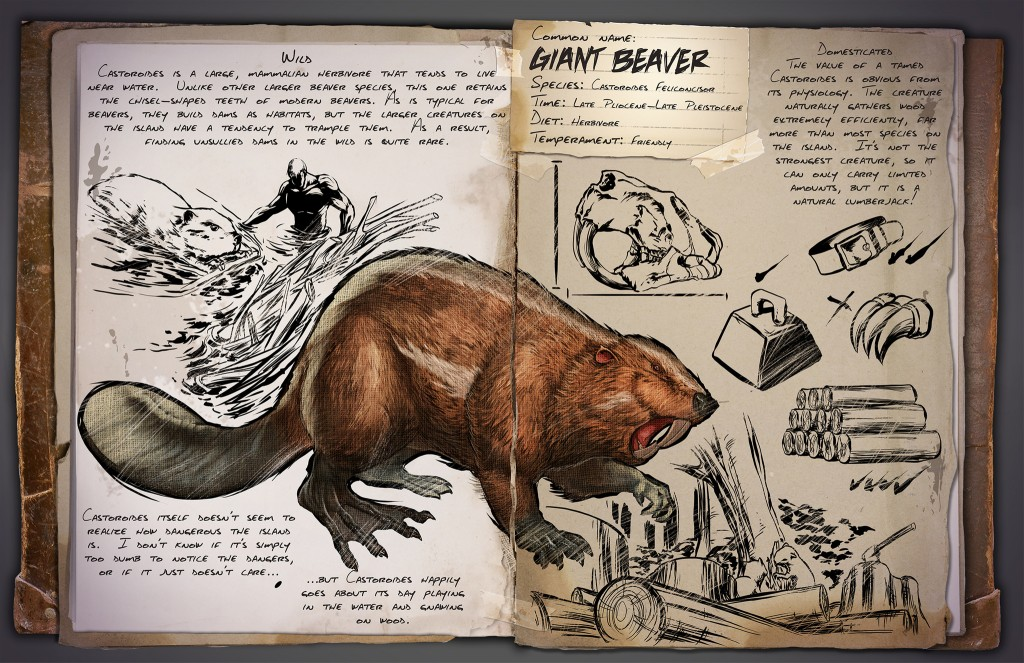 Wild
Castoroides is a large, mammalian herbivore that tends to live
near water. Unlike other larger beaver species, this one retains
the chisel-shaped teeth of modern beavers. As is typical for
beavers, they build dams as habitats, but the larger creatures on
the island have a tendency to trample them. As a result,
finding unsullied dams in the wild is quite rare.
Castoroides itself doesn't seem to
realize how dangerous the island
is. I don't know if it's simply
too dumb to notice the dangers,
or if it just doesn't care...
...but Castoroides happily
goes about its day playing
in the water and gnawing
on wood.
Common name:
GIANT BEAVER
Species: Castoroides Feliconcisor
Time: Late Pliocene-Late Pleistocene
Diet: Herbivore
Temperament: Friendly
Domesticated
The value of a tamed
Castoroides is obvious from
its physiology. The creature
naturally gathers wood
extremely efficiently, far
more than most species on
the island. It's not the
strongest creature, so it
can only carry limited
amounts, but it is a
natural lumberjack!